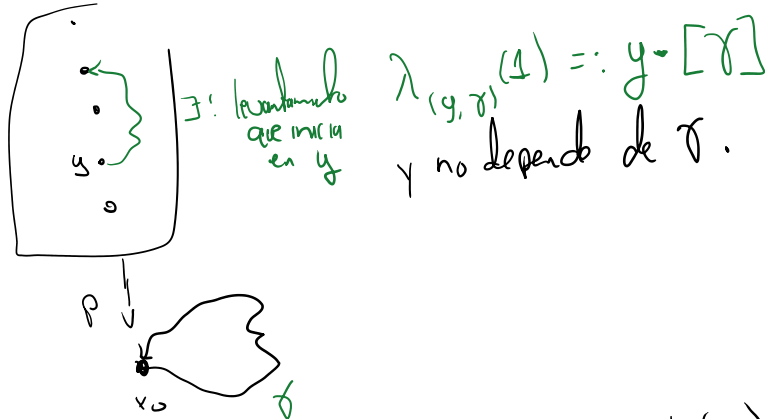 ∃! levantamiento
que inicia
en y
λ_(y,γ)(1) =: y·[γ]
y no depende de γ.
y
p
x₀
γ